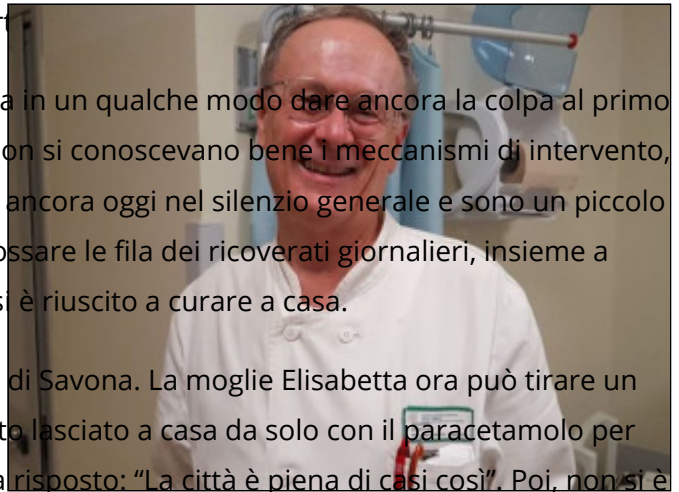 a in un qualche modo dare ancora la colpa al primo
on si conoscevano bene i meccanismi di intervento,
ancora oggi nel silenzio generale e sono un piccolo
ossare le fila dei ricoverati giornalieri, insieme a
si è riuscito a curare a casa.
di Savona. La moglie Elisabetta ora può tirare un
to lasciato a casa da solo con il paracetamolo per
a risposto: “La città è piena di casi così”. Poi, non si è